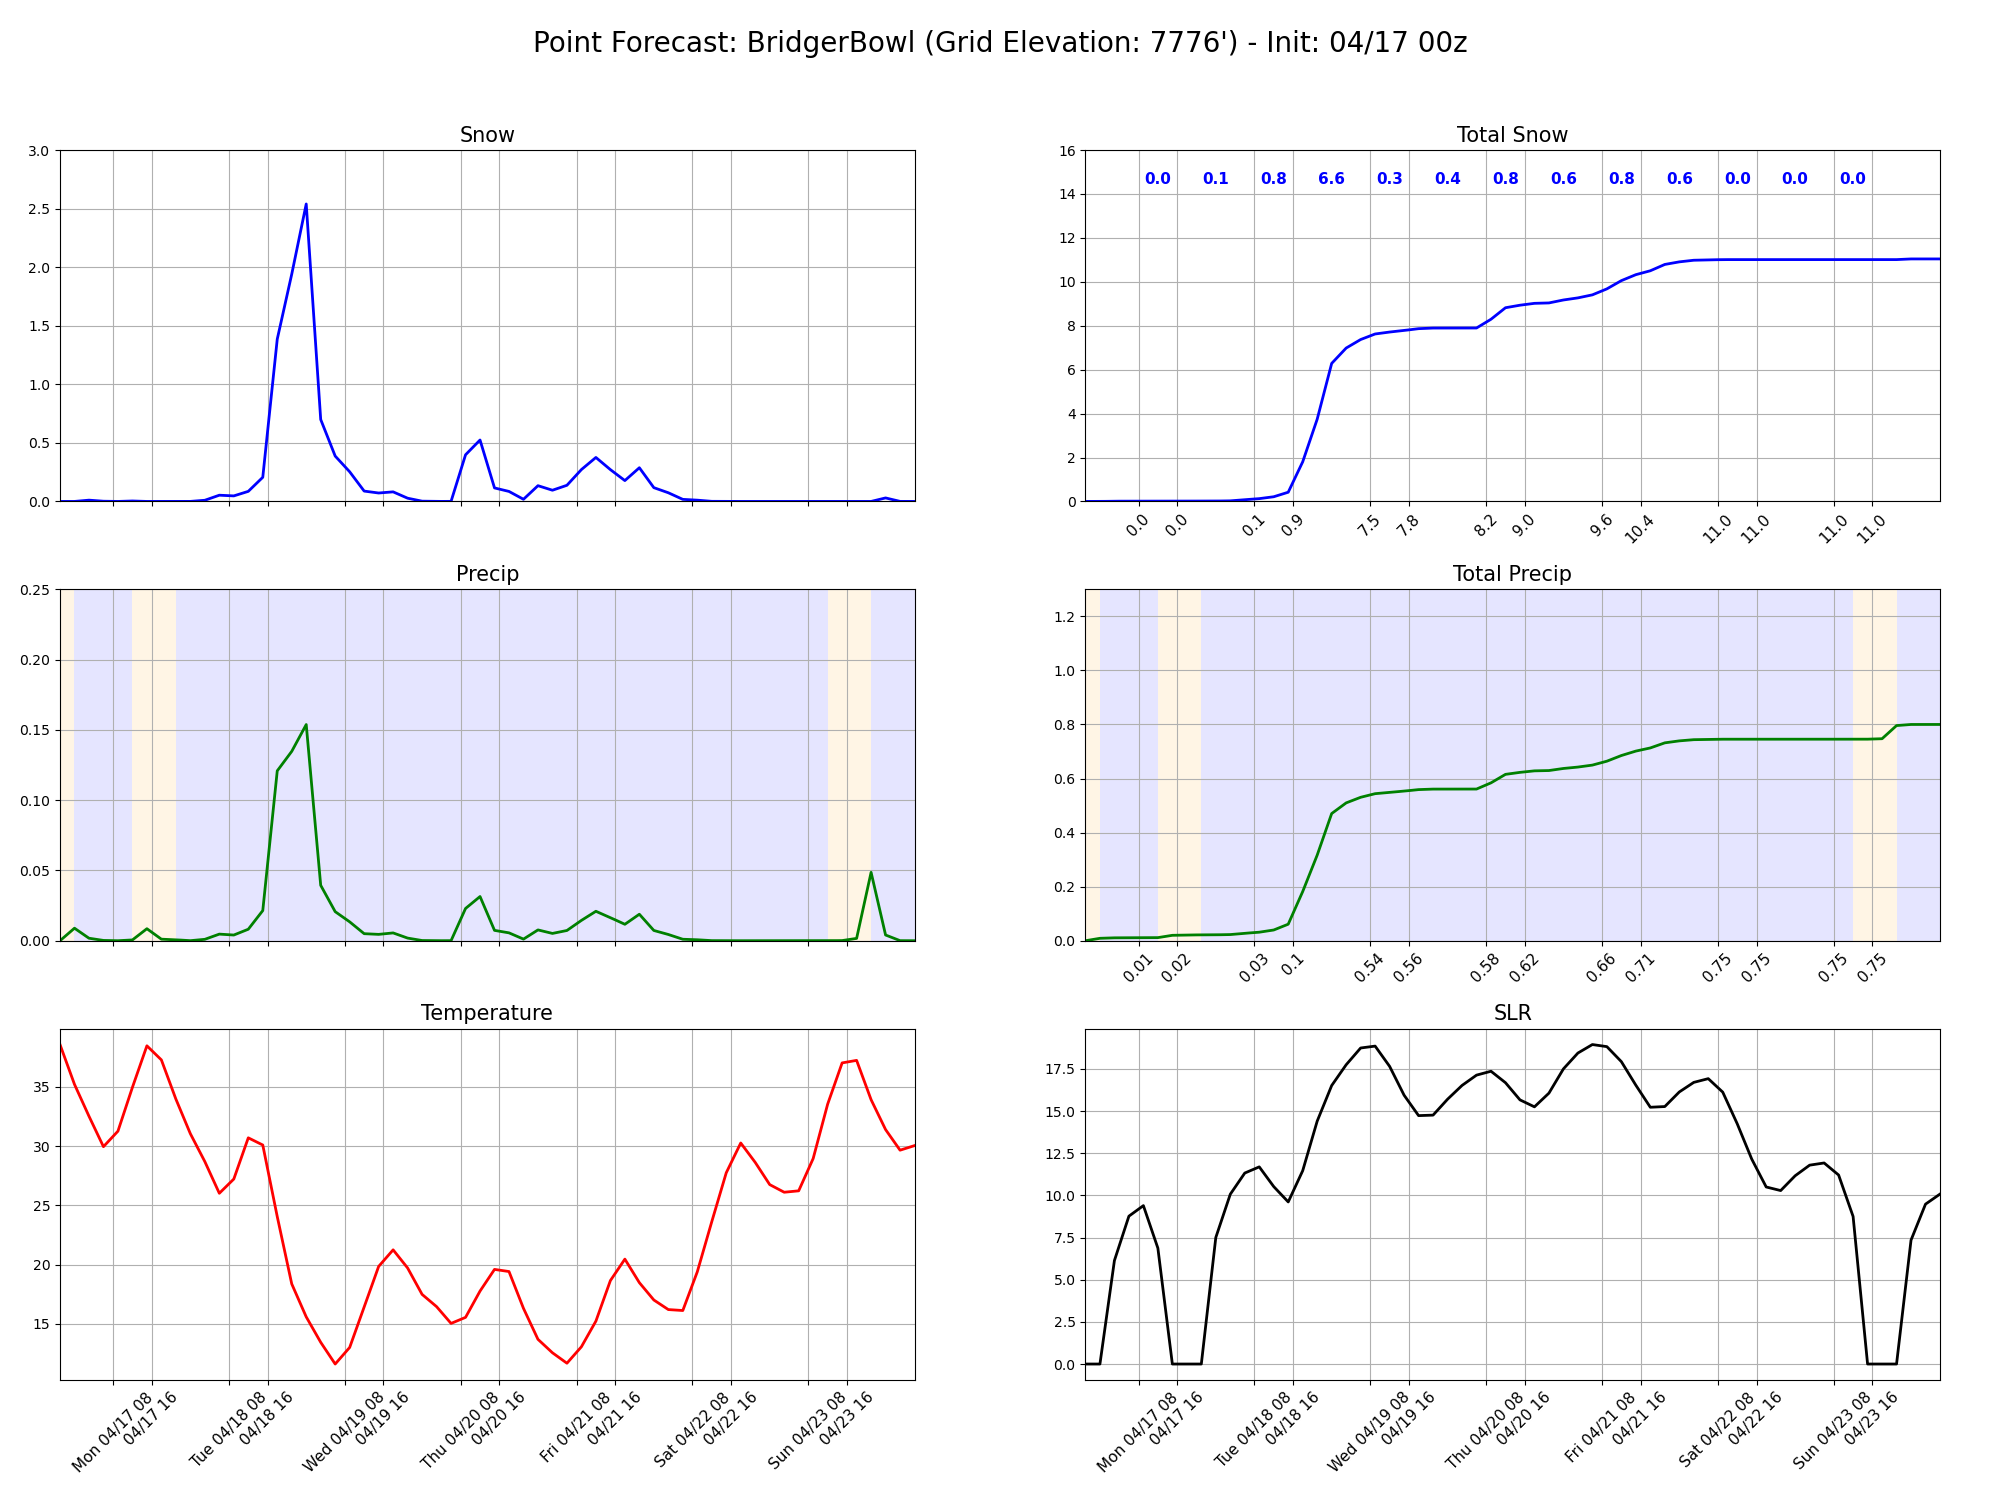 Point Forecast: BridgerBowl (Grid Elevation: 7776') - Init: 04/17 00z
Snow
3.0
2.5
2.0
1.5
1.0
0.5
0.0
Total Snow
16
14
12
10
8
6
4
2
0
0.0 0.1 0.8 6.6 0.3 0.4 0.8 0.6 0.8 0.6 0.0 0.0 0.0
0.0 0.0 0.1 0.9 7.5 7.8 8.2 9.0 9.6 10.4 11.0 11.0 11.0 11.0
Precip
0.25
0.20
0.15
0.10
0.05
0.00
Total Precip
1.2
1.0
0.8
0.6
0.4
0.2
0.0
0.01 0.02 0.03 0.1 0.54 0.56 0.58 0.62 0.66 0.71 0.75 0.75 0.75 0.75
Temperature
35
30
25
20
15
Mon 04/17 08
04/17 16
Tue 04/18 08
04/18 16
Wed 04/19 08
04/19 16
Thu 04/20 08
04/20 16
Fri 04/21 08
04/21 16
Sat 04/22 08
04/22 16
Sun 04/23 08
04/23 16
SLR
17.5
15.0
12.5
10.0
7.5
5.0
2.5
0.0
Mon 04/17 08
04/17 16
Tue 04/18 08
04/18 16
Wed 04/19 08
04/19 16
Thu 04/20 08
04/20 16
Fri 04/21 08
04/21 16
Sat 04/22 08
04/22 16
Sun 04/23 08
04/23 16